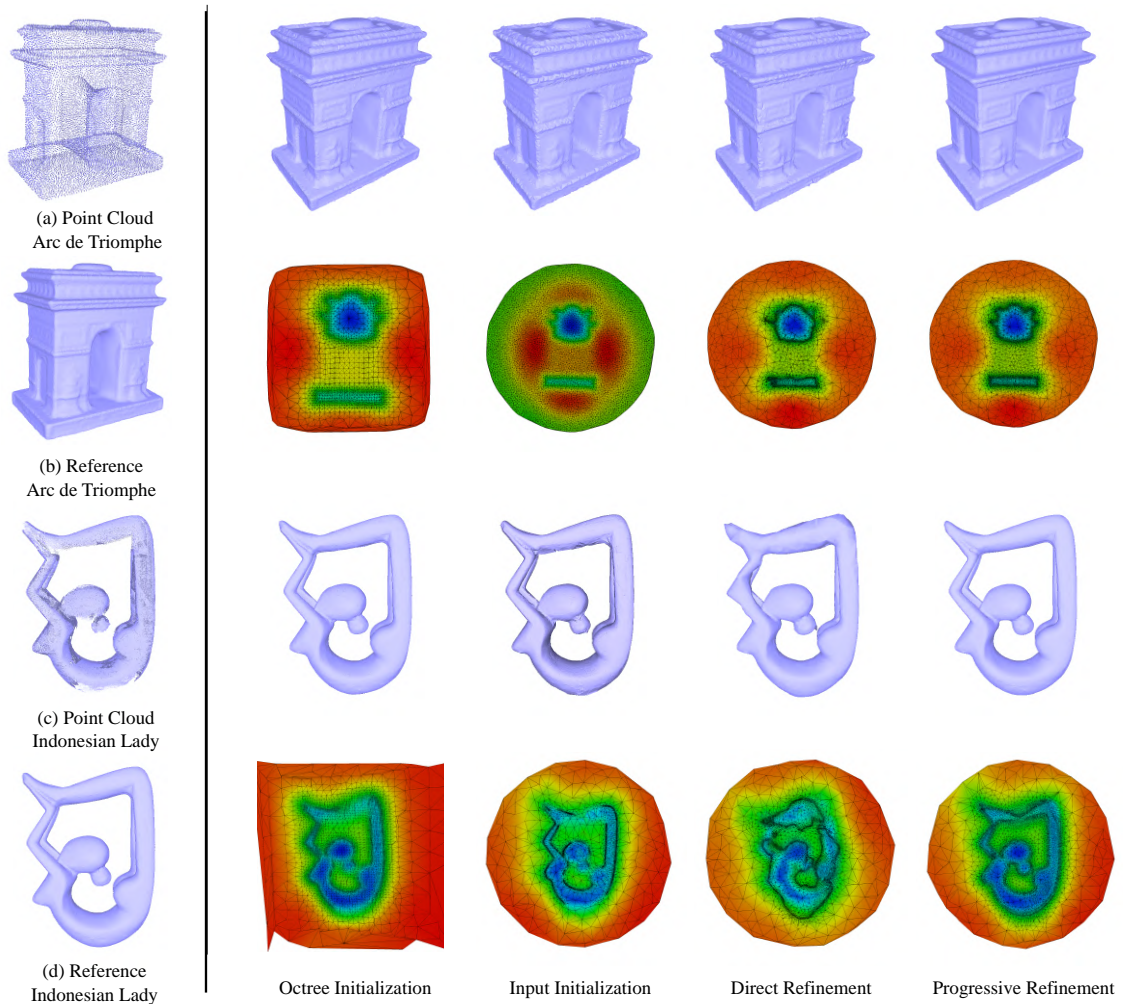 (a) Point Cloud
Arc de Triomphe
(b) Reference
Arc de Triomphe
(c) Point Cloud
Indonesian Lady
(d) Reference
Indonesian Lady
Octree Initialization
Input Initialization
Direct Refinement
Progressive Refinement